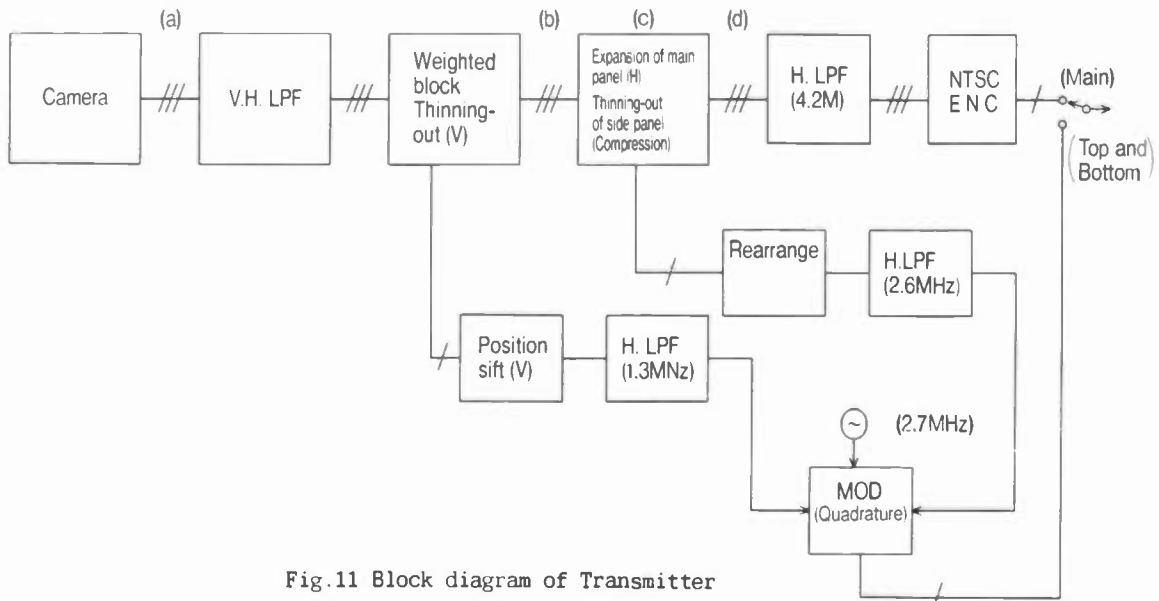 (a)
(b)
(c)
(d)
Camera
V.H. LPF
Weighted
block
Thinning-
out (V)
Expansion of main
panel (H)
Thinning-out
of side panel
(Compression)
H. LPF
(4.2M)
NTSC
E N C
(Main)
(Top and
Bottom)
Rearrange
H.LPF
(2.6MHz)
Position
sift (V)
H. LPF
(1.3MNz)
~
(2.7MHz)
MOD
(Quadrature)
Fig.11 Block diagram of Transmitter